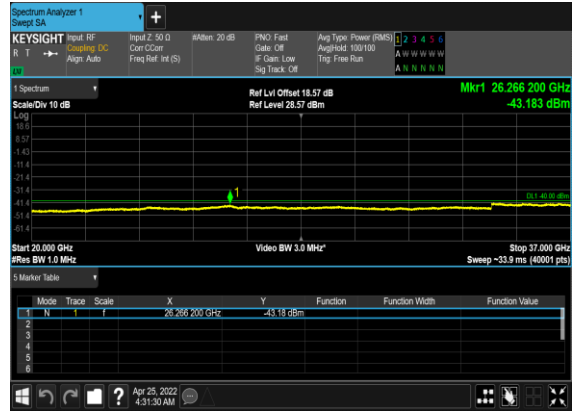 Spectrum Analyzer 1
Swept SA
+
KEYSIGHT
R T
LXI
Input: RF
Coupling: DC
Align: Auto
Input Z: 50 Ω
Corr CCorr
Freq Ref: Int (S)
#Atten: 20 dB
PNO: Fast
Gate: Off
IF Gain: Low
Sig Track: Off
Avg Type: Power (RMS)
Avg|Hold: 100/100
Trig: Free Run
1 2 3 4 5 6
A W W W W W
A N N N N N
1 Spectrum
Scale/Div 10 dB
Ref Lvl Offset 18.57 dB
Ref Level 28.57 dBm
Mkr1 26.266 200 GHz
-43.183 dBm
Log
18.6
8.57
-1.43
-11.4
-21.4
-31.4
-41.4
-51.4
-61.4
1
DL1 -40.00 dBm
Start 20.000 GHz
#Res BW 1.0 MHz
Video BW 3.0 MHz*
Stop 37.000 GHz
Sweep ~33.9 ms (40001 pts)
5 Marker Table
Mode Trace Scale X Y Function Function Width Function Value
1 N 1 f 26.266 200 GHz -43.18 dBm
2
3
4
5
6
?
Apr 25, 2022
4:31:30 AM